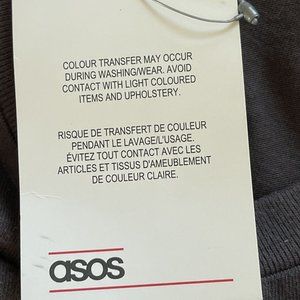 COLOUR TRANSFER MAY OCCUR
DURING WASHING/WEAR. AVOID
CONTACT WITH LIGHT COLOURED
ITEMS AND UPHOLSTERY.
RISQUE DE TRANSFERT DE COULEUR
PENDANT LE LAVAGE/L'USAGE.
ÉVITEZ TOUT CONTACT AVEC LES
ARTICLES ET TISSUS D'AMEUBLEMENT
DE COULEUR CLAIRE.
asos